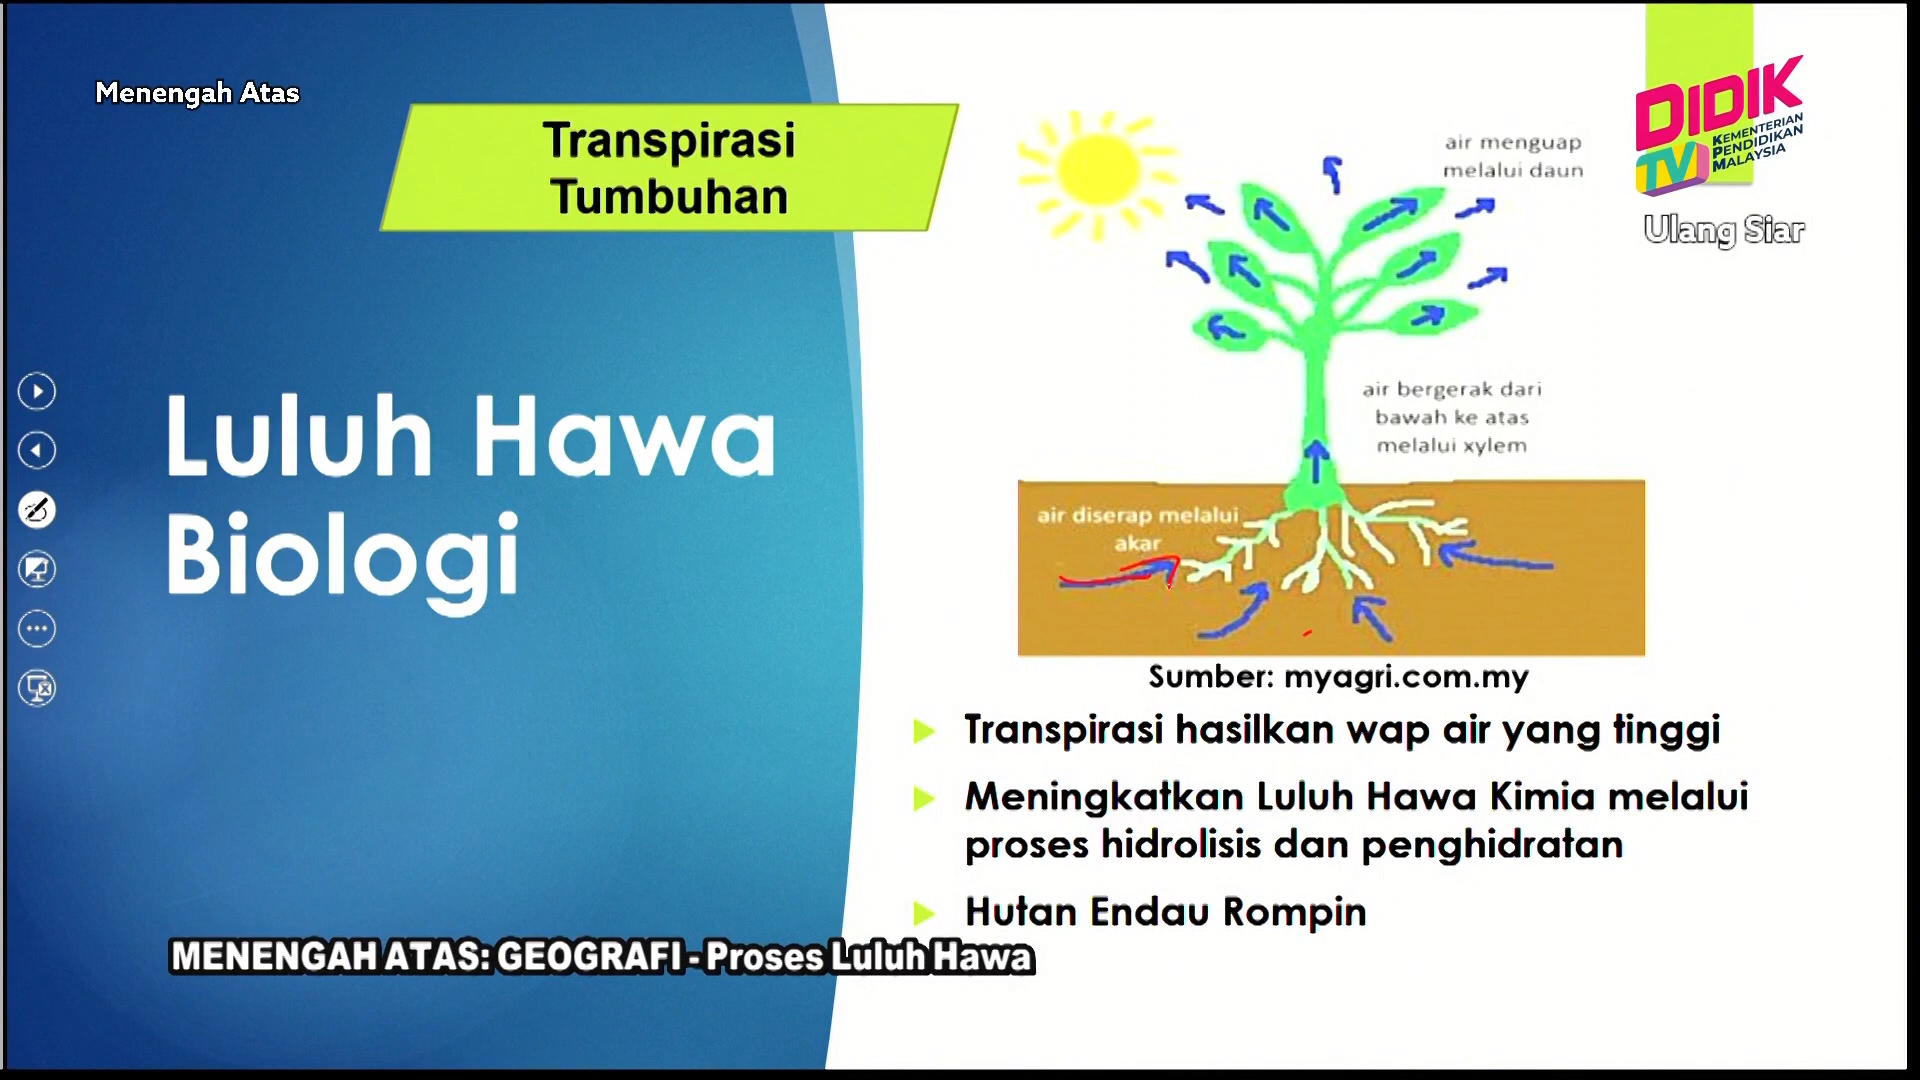 Menengah Atas
Transpirasi
Tumbuhan
Luluh Hawa
Biologi
air menguap
melalui daun
DIDIK
TV
KEMENTERIAN
PENDIDIKAN
MALAYSIA
Ulang Siar
air bergerak dari
bawah ke atas
melalui xylem
air diserap melalui
akar
Sumber: myagri.com.my
Transpirasi hasilkan wap air yang tinggi
Meningkatkan Luluh Hawa Kimia melalui
proses hidrolisis dan penghidratan
Hutan Endau Rompin
MENENGAH ATAS: GEOGRAFI - Proses Luluh Hawa